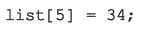 list[5] = 34;